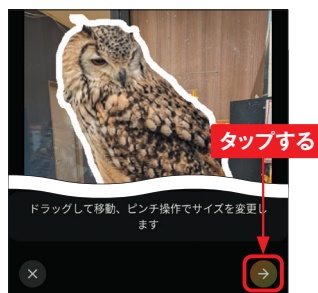 タップする
ドラッグして移動、ピンチ操作でサイズを変更し
ます